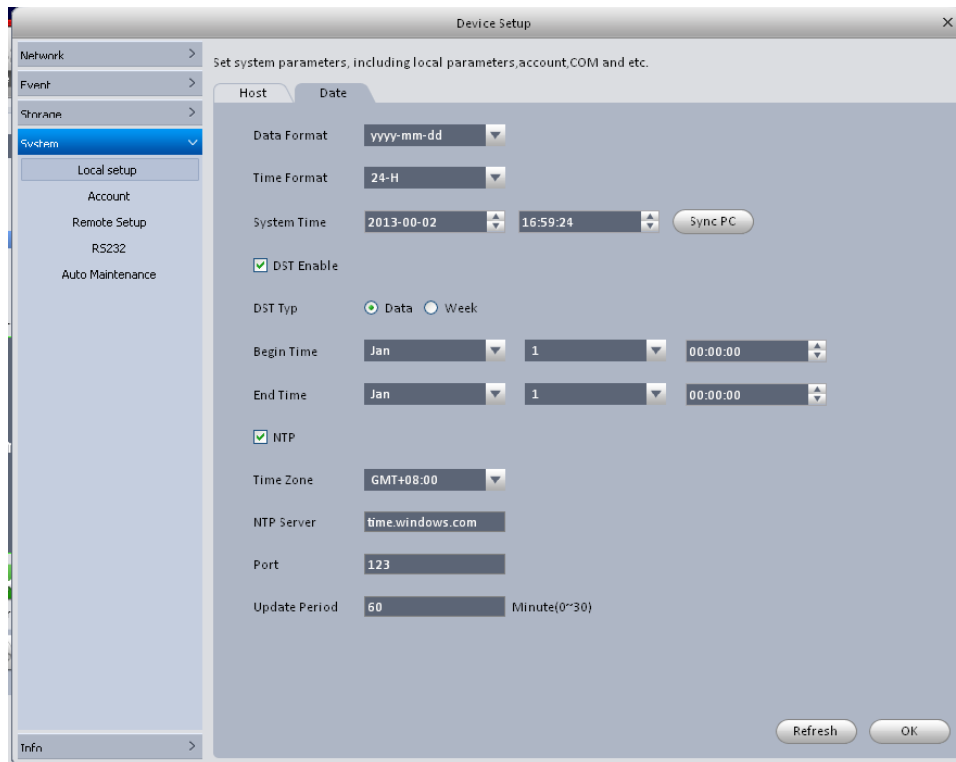 Device Setup
Network
Event
Storage
System
Local setup
Account
Remote Setup
RS232
Auto Maintenance
Info
Set system parameters, including local parameters,account,COM and etc.
Host Date
Data Format yyyy-mm-dd
Time Format 24-H
System Time 2013-00-02 16:59:24 Sync PC
DST Enable
DST Typ Data Week
Begin Time Jan 1 00:00:00
End Time Jan 1 00:00:00
NTP
Time Zone GMT+08:00
NTP Server time.windows.com
Port 123
Update Period 60 Minute(0~30)
Refresh OK